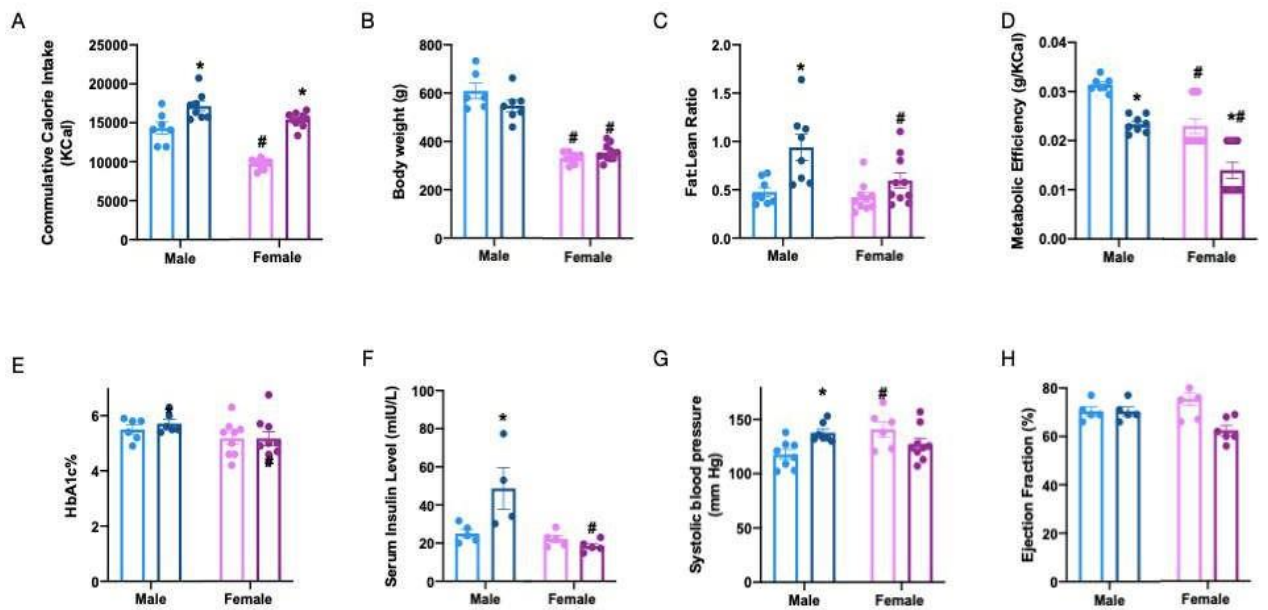 A
Commulative Calorie Intake
(KCal)
25000
20000
15000
10000
5000
0
*
#
*
Male
Female
B
Body weight (g)
800
600
400
200
0
#
#
Male
Female
C
Fat:Lean Ratio
2.0
1.5
1.0
0.5
0.0
*
#
Male
Female
D
Metabolic Efficiency (g/KCal)
0.04
0.03
0.02
0.01
0.00
*
#
*#
Male
Female
E
HbA1c%
6
4
2
0
#
#
Male
Female
F
Serum Insulin Level (mIU/L)
100
80
60
40
20
0
*
#
Male
Female
G
Systolic blood pressure
(mm Hg)
150
100
50
0
*
#
Male
Female
H
Ejection Fraction (%)
80
60
40
20
0
Male
Female